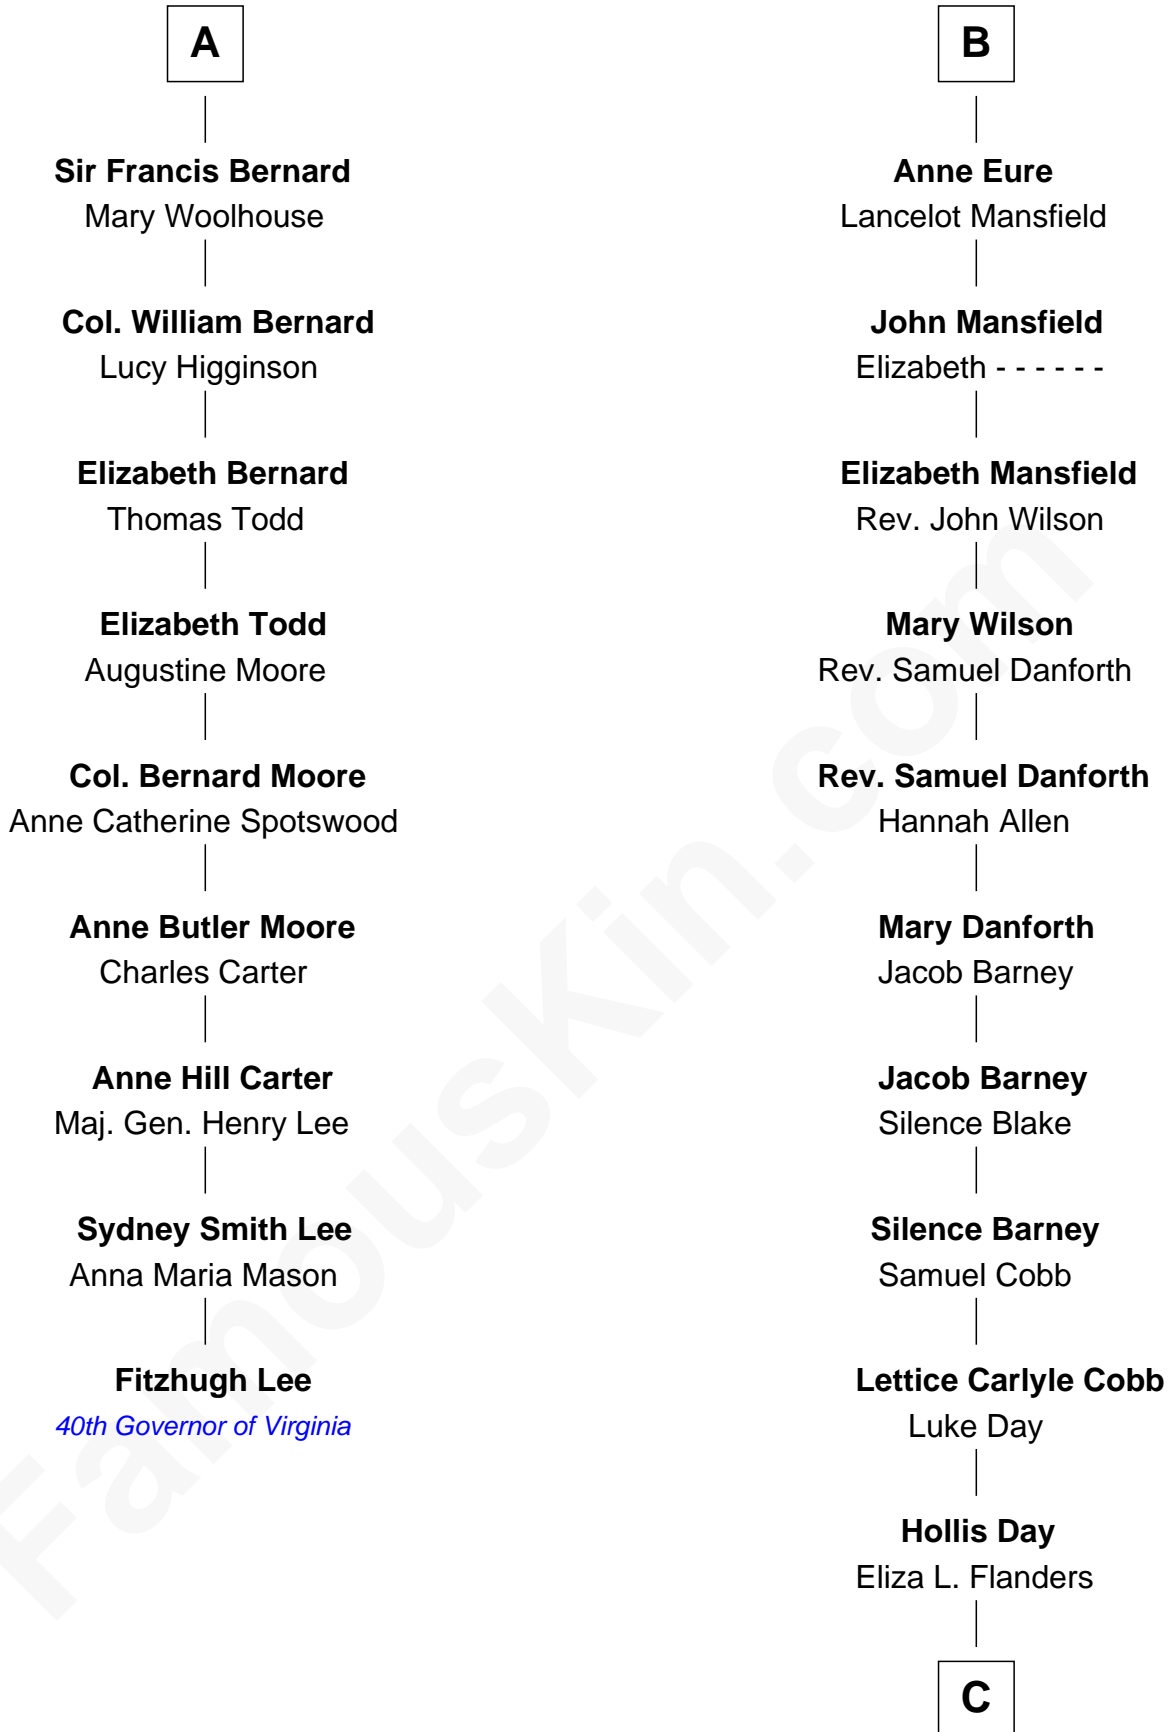 A
Sir Francis Bernard
Mary Woolhouse
Col. William Bernard
Lucy Higginson
Elizabeth Bernard
Thomas Todd
Elizabeth Todd
Augustine Moore
Col. Bernard Moore
Anne Catherine Spotswood
Anne Butler Moore
Charles Carter
Anne Hill Carter
Maj. Gen. Henry Lee
Sydney Smith Lee
Anna Maria Mason
Fitzhugh Lee
40th Governor of Virginia
B
Anne Eure
Lancelot Mansfield
John Mansfield
Elizabeth - - - - - -
Elizabeth Mansfield
Rev. John Wilson
Mary Wilson
Rev. Samuel Danforth
Rev. Samuel Danforth
Hannah Allen
Mary Danforth
Jacob Barney
Jacob Barney
Silence Blake
Silence Barney
Samuel Cobb
Lettice Carlyle Cobb
Luke Day
Hollis Day
Eliza L. Flanders
C
FamousKin.com